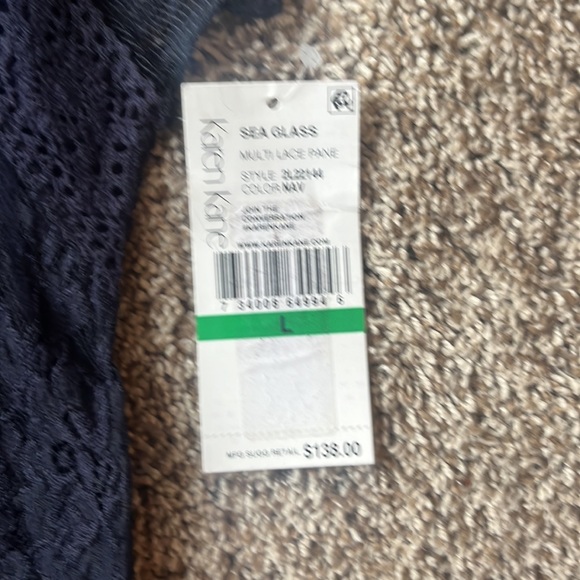 Karen Kane
SEA GLASS
MULTI LACE PANE
STYLE: 2L22144
COLOR: NAV
JOIN THE
CONVERSATION
#KARENKANE
WWW.KARENKANE.COM
7 34008 64994 6
L
MFG. SUGG. RETAIL $138.00